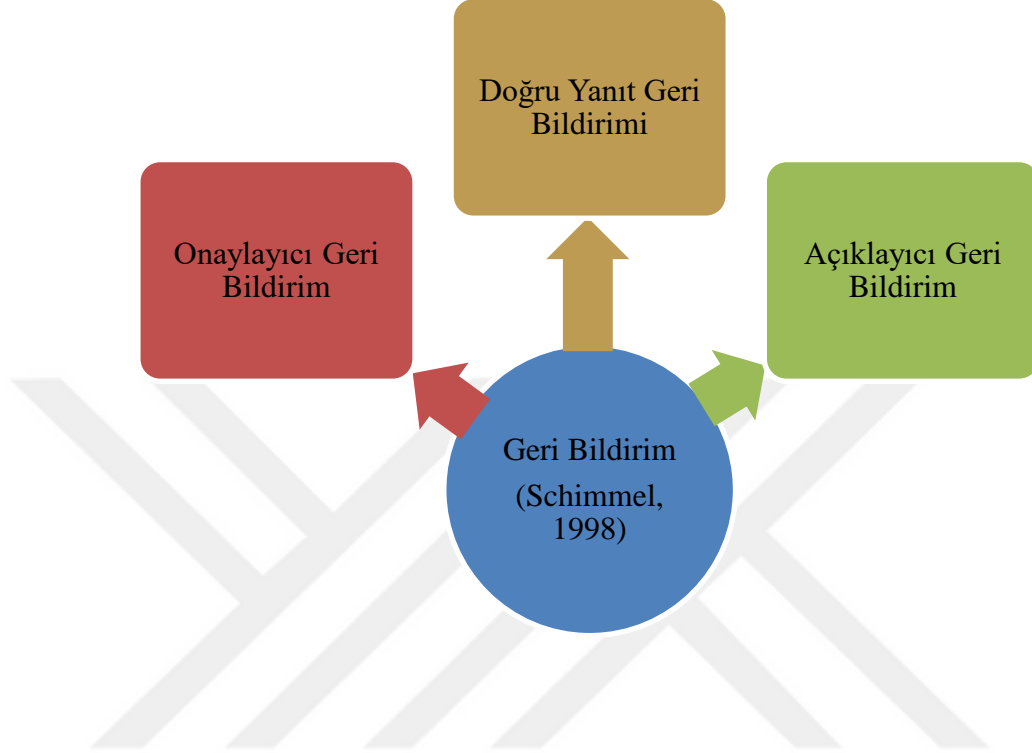 Doğru Yanıt Geri
Bildirimi
Onaylayıcı Geri
Bildirim
Açıklayıcı Geri
Bildirim
Geri Bildirim
(Schimmel,
1998)